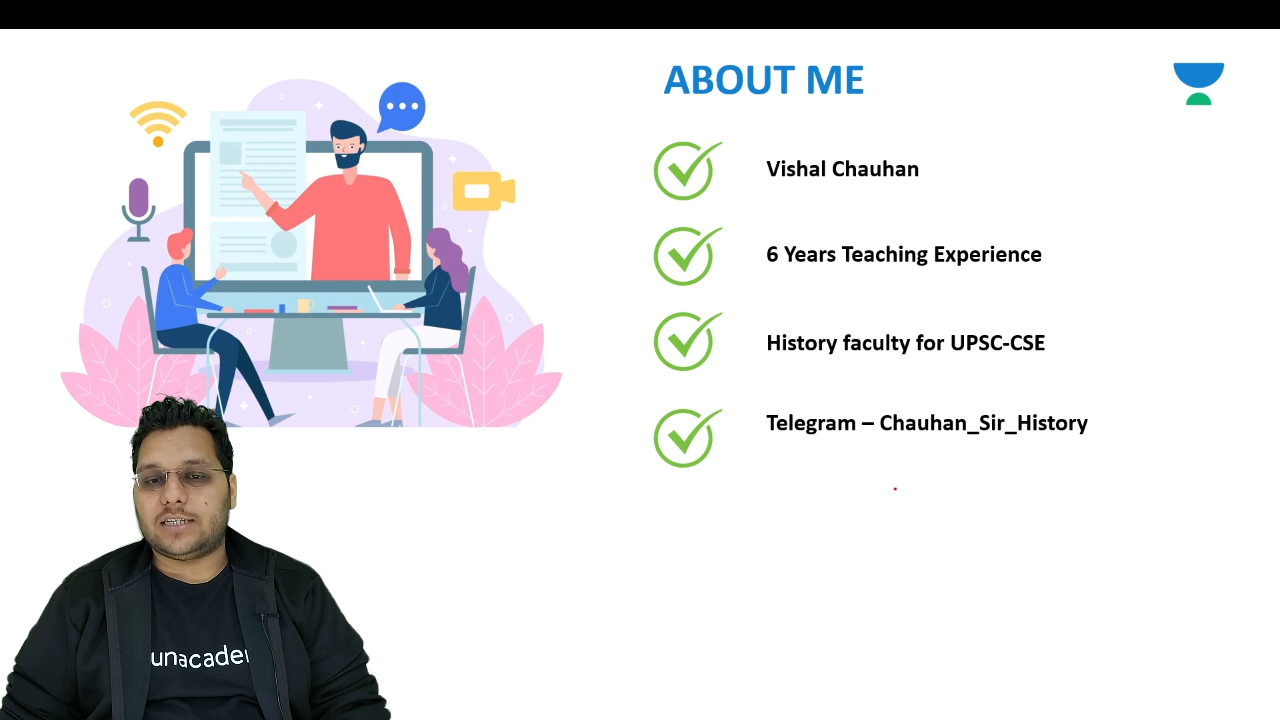 ABOUT ME
Vishal Chauhan
6 Years Teaching Experience
History faculty for UPSC-CSE
Telegram – Chauhan_Sir_History
unacade